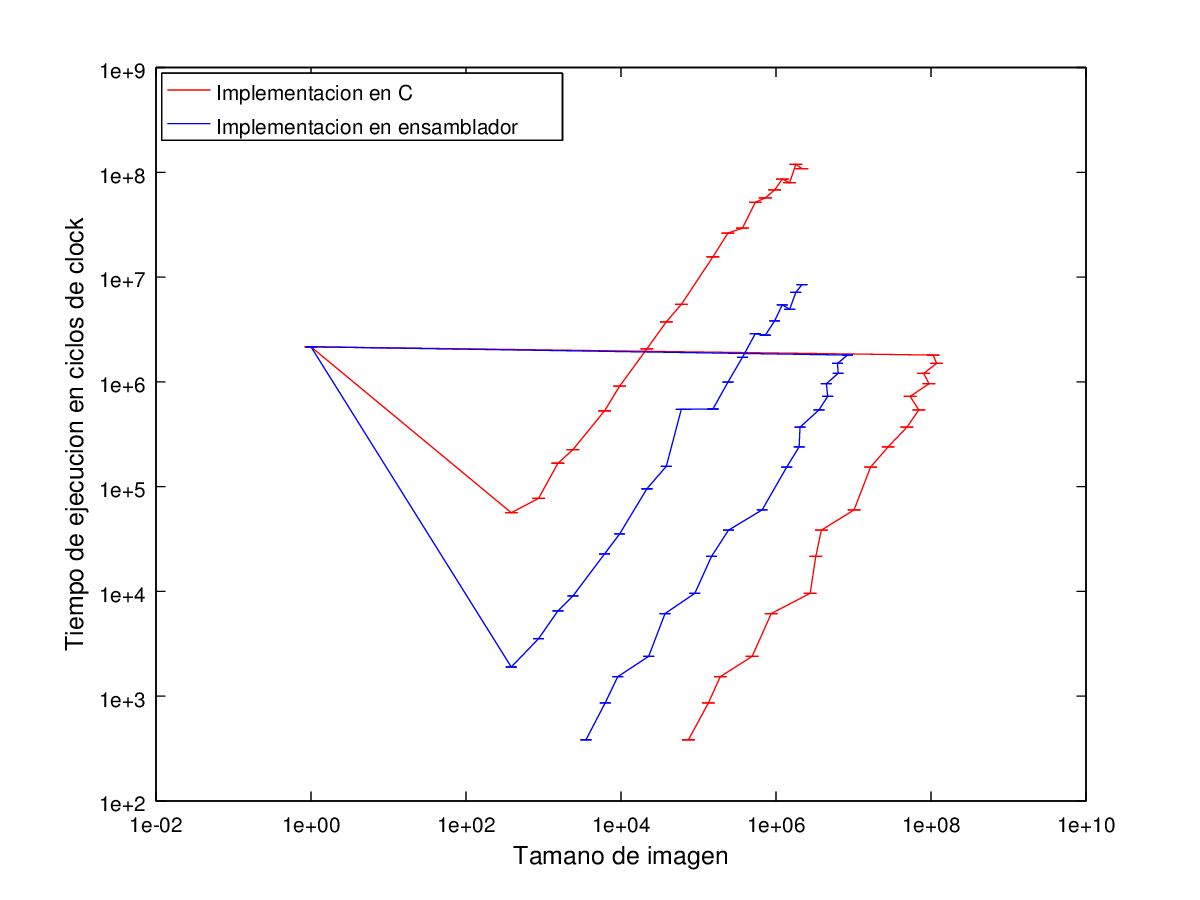 1e+9
Implementacion en C
Implementacion en ensamblador
1e+8
1e+7
1e+6
1e+5
1e+4
1e+3
1e+2
Tiempo de ejecucion en ciclos de clock
1e-02 1e+00 1e+02 1e+04 1e+06 1e+08 1e+10
Tamano de imagen